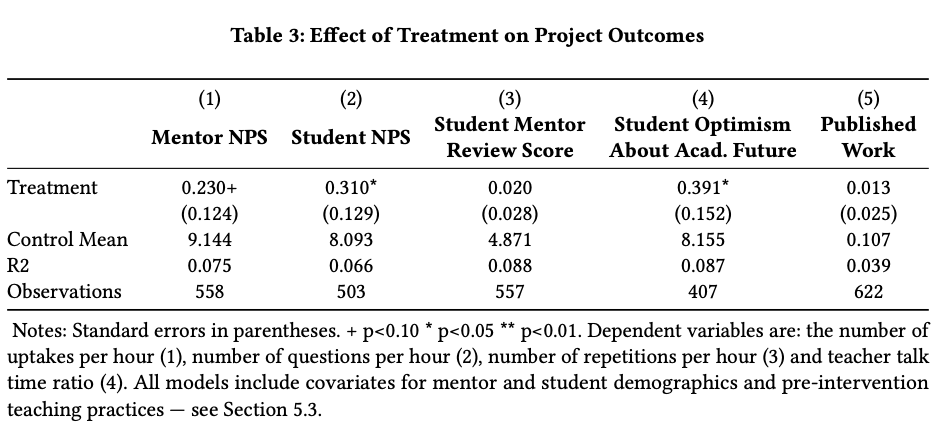 Table 3: Effect of Treatment on Project Outcomes
(1) (2) (3) (4) (5)
Mentor NPS Student NPS Student Mentor Review Score Student Optimism About Acad. Future Published Work
Treatment 0.230+ 0.310* 0.020 0.391* 0.013
(0.124) (0.129) (0.028) (0.152) (0.025)
Control Mean 9.144 8.093 4.871 8.155 0.107
R2 0.075 0.066 0.088 0.087 0.039
Observations 558 503 557 407 622
Notes: Standard errors in parentheses. + p<0.10 * p<0.05 ** p<0.01. Dependent variables are: the number of
uptakes per hour (1), number of questions per hour (2), number of repetitions per hour (3) and teacher talk
time ratio (4). All models include covariates for mentor and student demographics and pre-intervention
teaching practices — see Section 5.3.